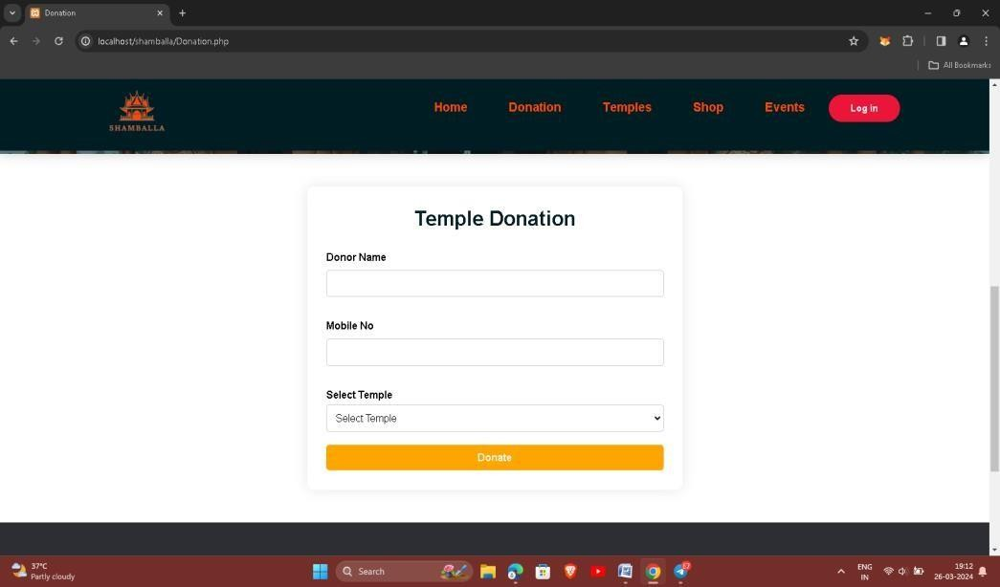 Donation
localhost/shamballa/Donation.php
All Bookmarks
SHAMBALLA
Home Donation Temples Shop Events Log in
Temple Donation
Donor Name
Mobile No
Select Temple
Select Temple
Donate
37°C
Partly cloudy
Search
ENG
IN
19:12
26-03-2024